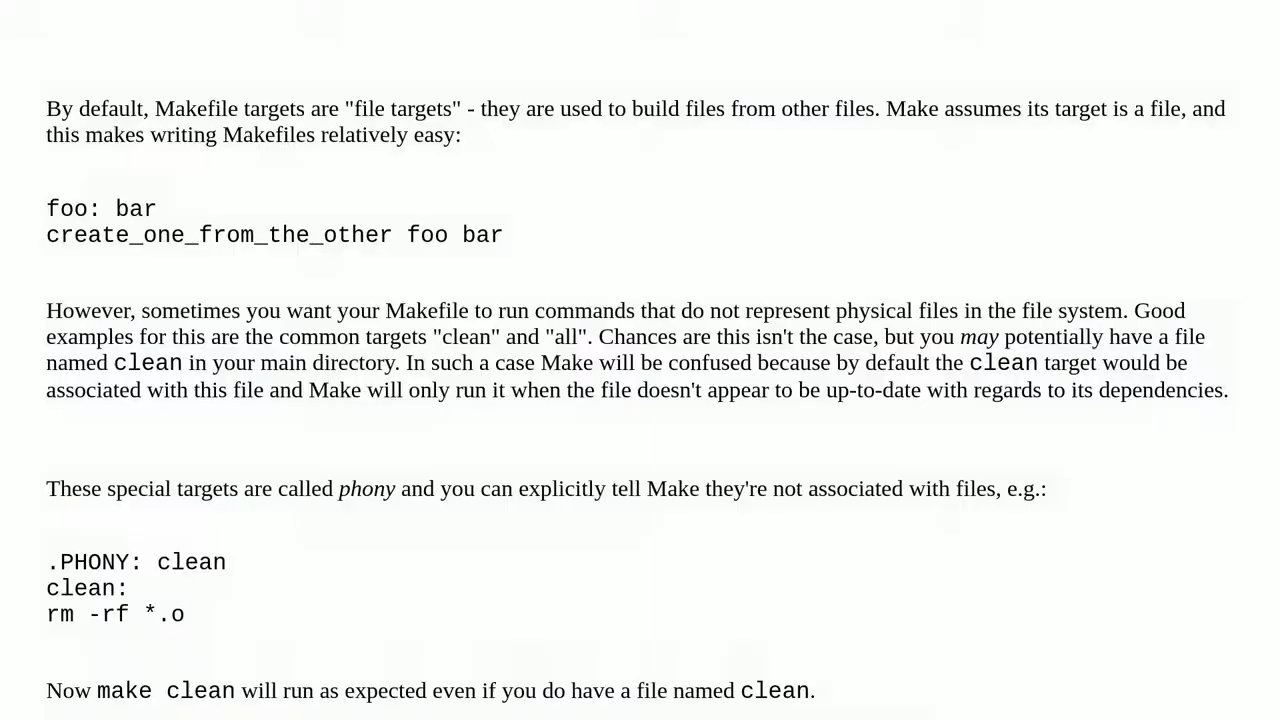 By default, Makefile targets are "file targets" - they are used to build files from other files. Make assumes its target is a file, and
this makes writing Makefiles relatively easy:
foo: bar
create_one_from_the_other foo bar
However, sometimes you want your Makefile to run commands that do not represent physical files in the file system. Good
examples for this are the common targets "clean" and "all". Chances are this isn't the case, but you may potentially have a file
named clean in your main directory. In such a case Make will be confused because by default the clean target would be
associated with this file and Make will only run it when the file doesn't appear to be up-to-date with regards to its dependencies.
These special targets are called phony and you can explicitly tell Make they're not associated with files, e.g.:
.PHONY: clean
clean:
rm -rf *.o
Now make clean will run as expected even if you do have a file named clean.